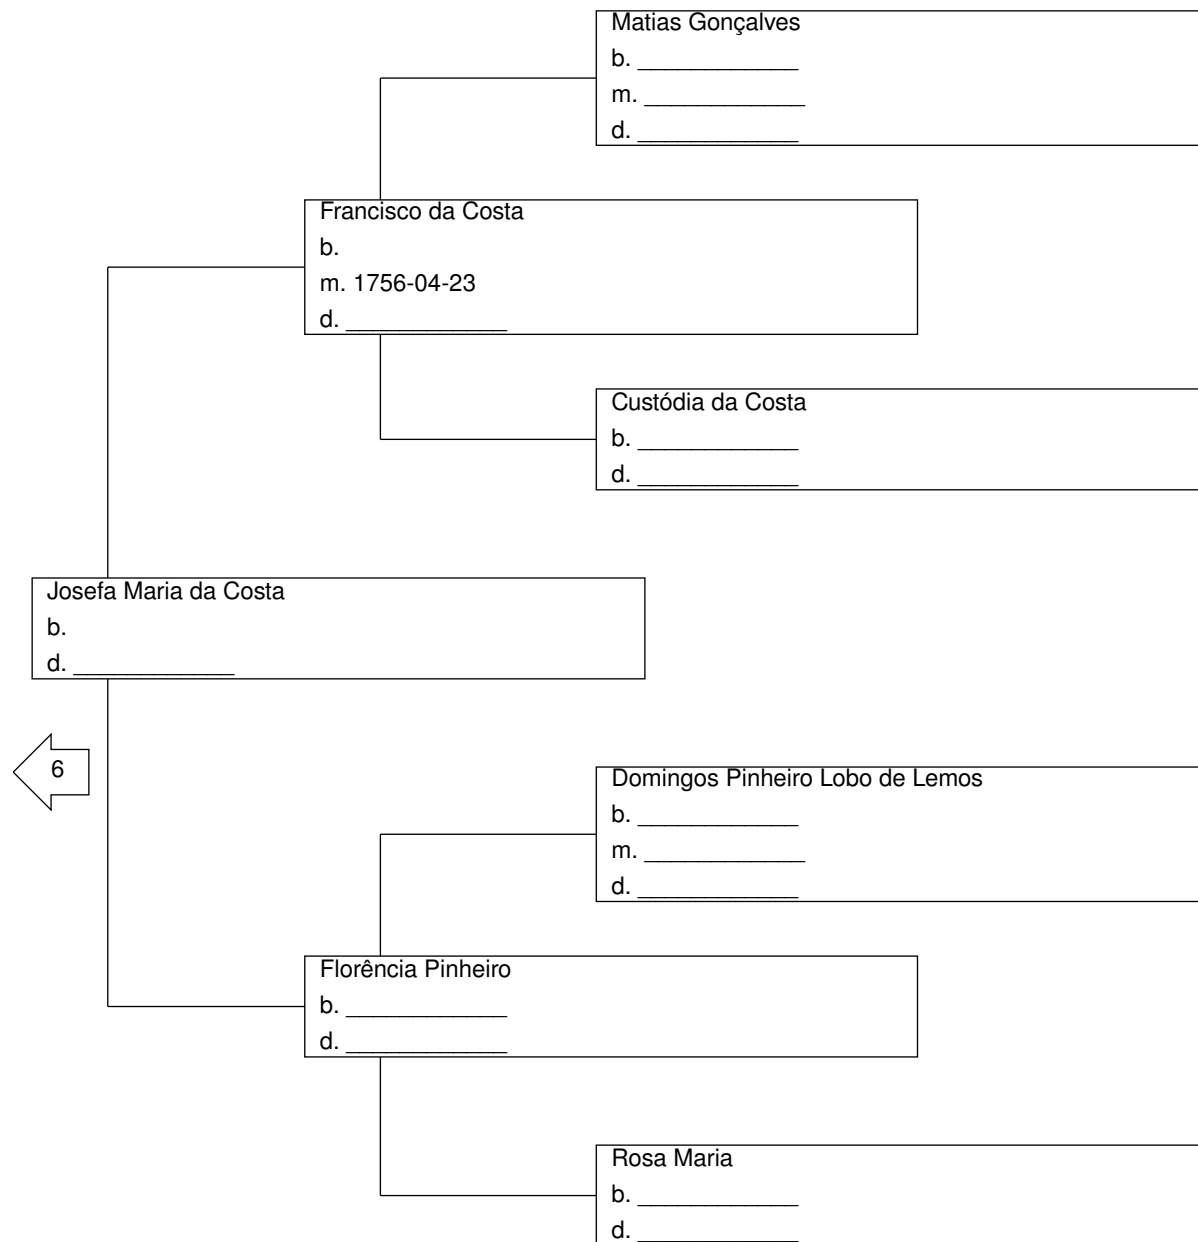 Matias Gonçalves
b. ____________
m. ____________
d. ____________
Francisco da Costa
b.
m. 1756-04-23
d. ____________
Custódia da Costa
b. ____________
d. ____________
Josefa Maria da Costa
b.
d. ____________
6
Domingos Pinheiro Lobo de Lemos
b. ____________
m. ____________
d. ____________
Florência Pinheiro
b. ____________
d. ____________
Rosa Maria
b. ____________
d. ____________